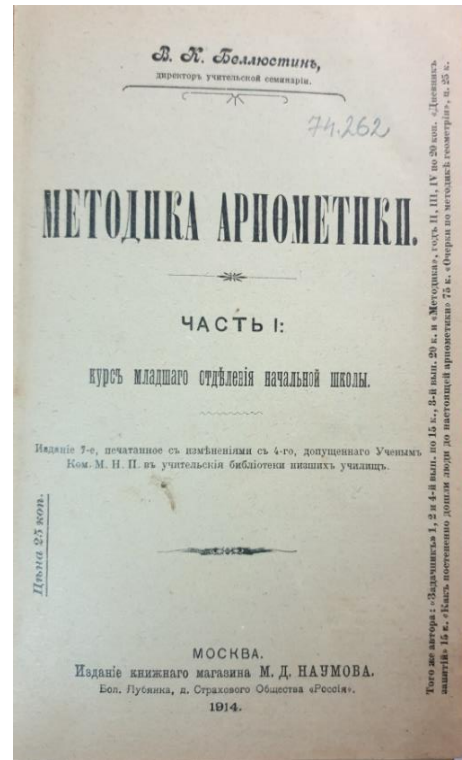 В. К. Беллюстинъ,
директоръ учительской семинаріи.
74.262
МЕТОДИКА АРИѲМЕТИКИ.
ЧАСТЬ I:
курсъ младшаго отдѣленія начальной школы.
Изданіе 7-е, печатанное съ измѣненіями съ 4-го, допущеннаго Ученымъ
Ком. М. Н. П. въ учительскія библіотеки низшихъ училищъ.
Цѣна 25 коп.
МОСКВА.
Изданіе книжнаго магазина М. Д. НАУМОВА.
Бол. Лубянка, д. Страхового Общества «Россія».
1914.
Того же автора: «Задачникъ» 1, 2 и 4-й вып. по 15 к., 3-й вып. 20 к. и «Методика», годъ II, III, IV по 20 коп. «Дневникъ
занятій» 15 к. «Какъ постепенно дошли люди до настоящей ариѳметики» 75 к. «Очерки по методикѣ геометріи», ц. 25 к.